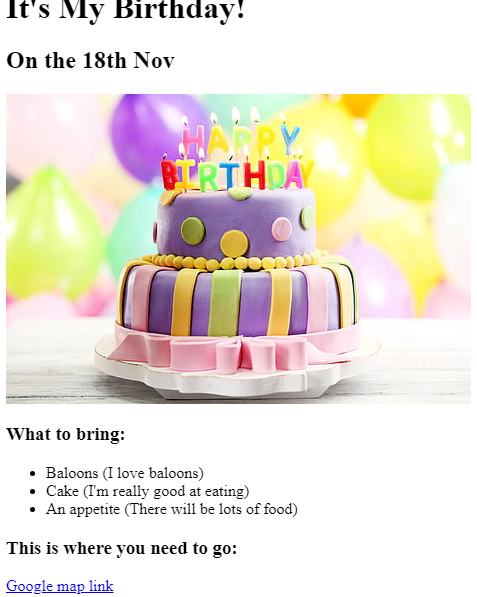 It's My Birthday!
On the 18th Nov
HAPPY
BIRTHDAY
What to bring:
Baloons (I love baloons)
Cake (I'm really good at eating)
An appetite (There will be lots of food)
This is where you need to go:
Google map link